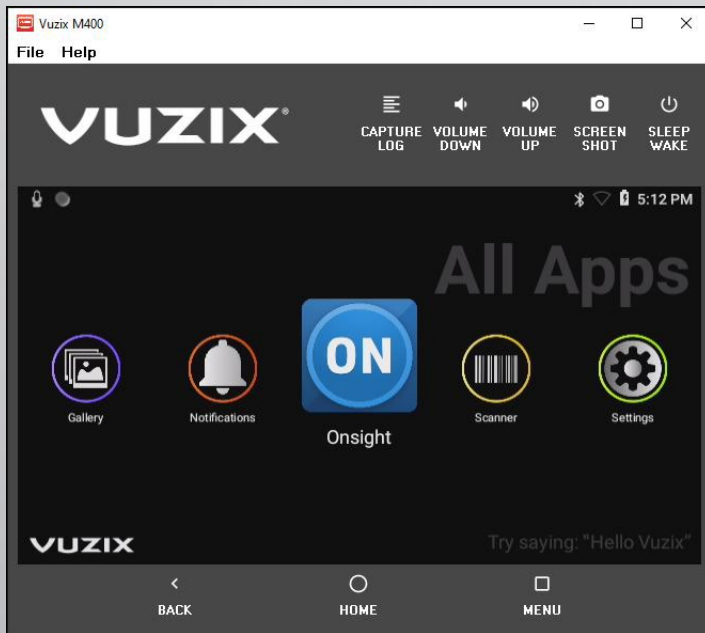 Vuzix M400
File Help
VUZIX®
CAPTURE LOG
VOLUME DOWN
VOLUME UP
SCREEN SHOT
SLEEP WAKE
5:12 PM
All Apps
ON
Gallery
Notifications
Onsight
Scanner
Settings
VUZIX
Try saying: "Hello Vuzix"
BACK
HOME
MENU